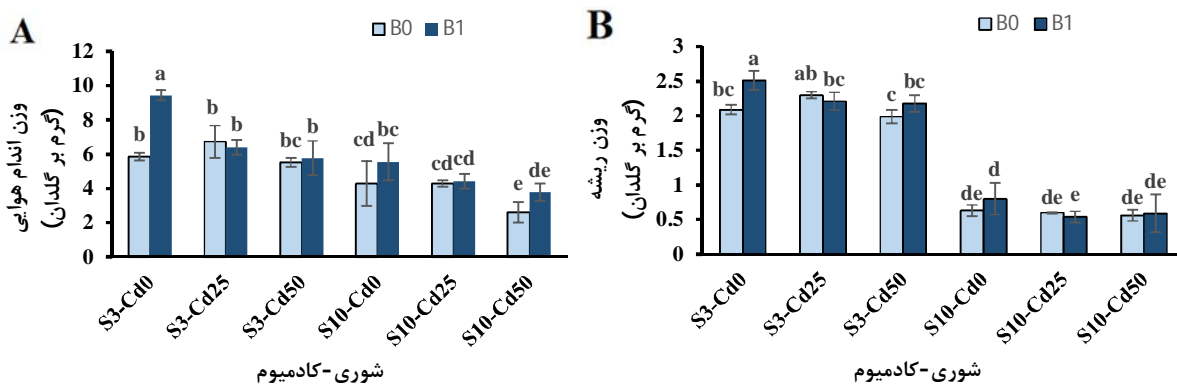 A
B0 B1
12
10
8
6
4
2
0
وزن اندام هوایی
(گرم بر گلدان)
b a
b b
bc b
cd bc
cd cd
e de
S3-Cd0
S3-Cd25
S3-Cd50
S10-Cd0
S10-Cd25
S10-Cd50
شوری-کادمیوم
B
B0 B1
3
2.5
2
1.5
1
0.5
0
وزن ریشه
(گرم بر گلدان)
bc a
ab bc
c bc
de d
de e
de de
S3-Cd0
S3-Cd25
S3-Cd50
S10-Cd0
S10-Cd25
S10-Cd50
شوری-کادمیوم